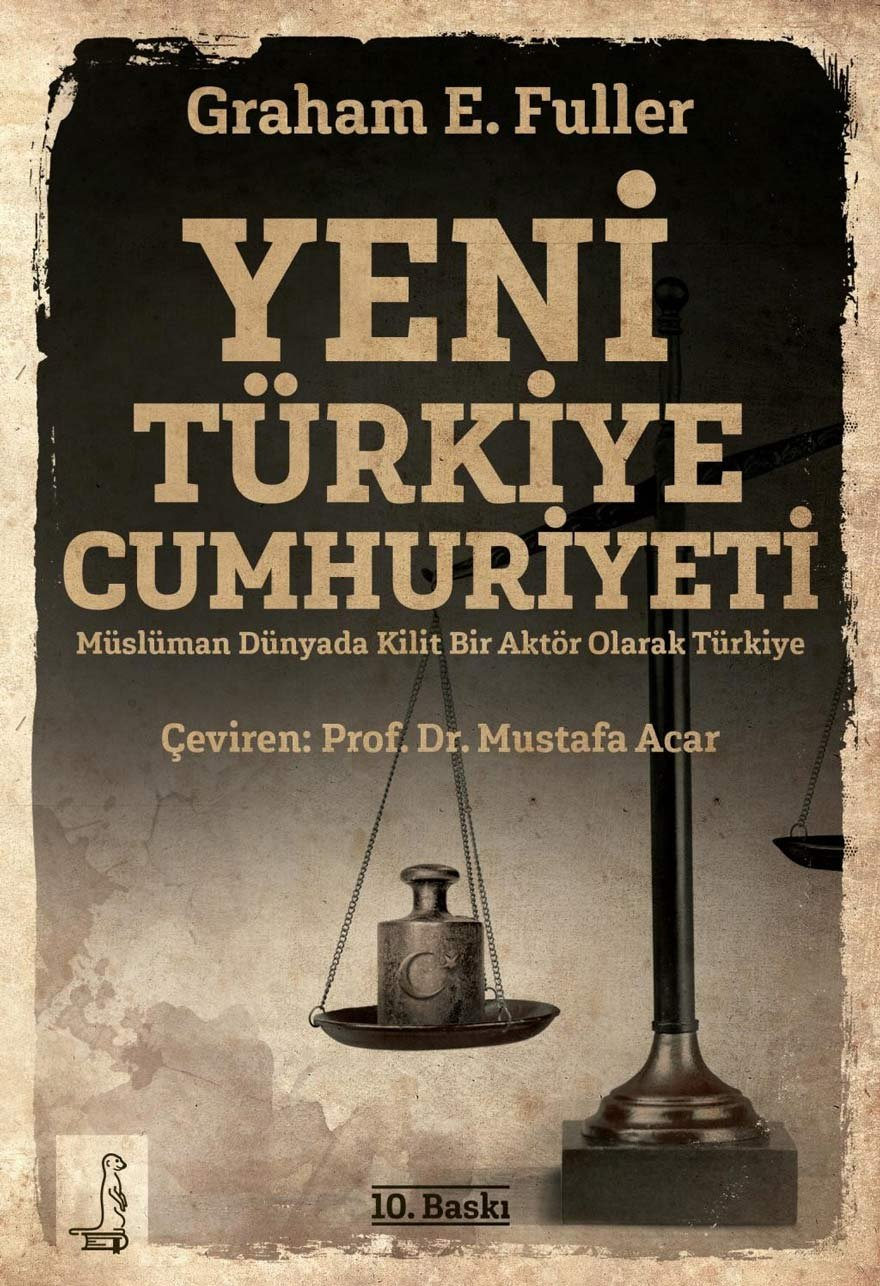 Graham E. Fuller
YENİ
TÜRKİYE
CUMHURİYETİ
Müslüman Dünyada Kilit Bir Aktör Olarak Türkiye
Çeviren: Prof. Dr. Mustafa Acar
10. Baskı